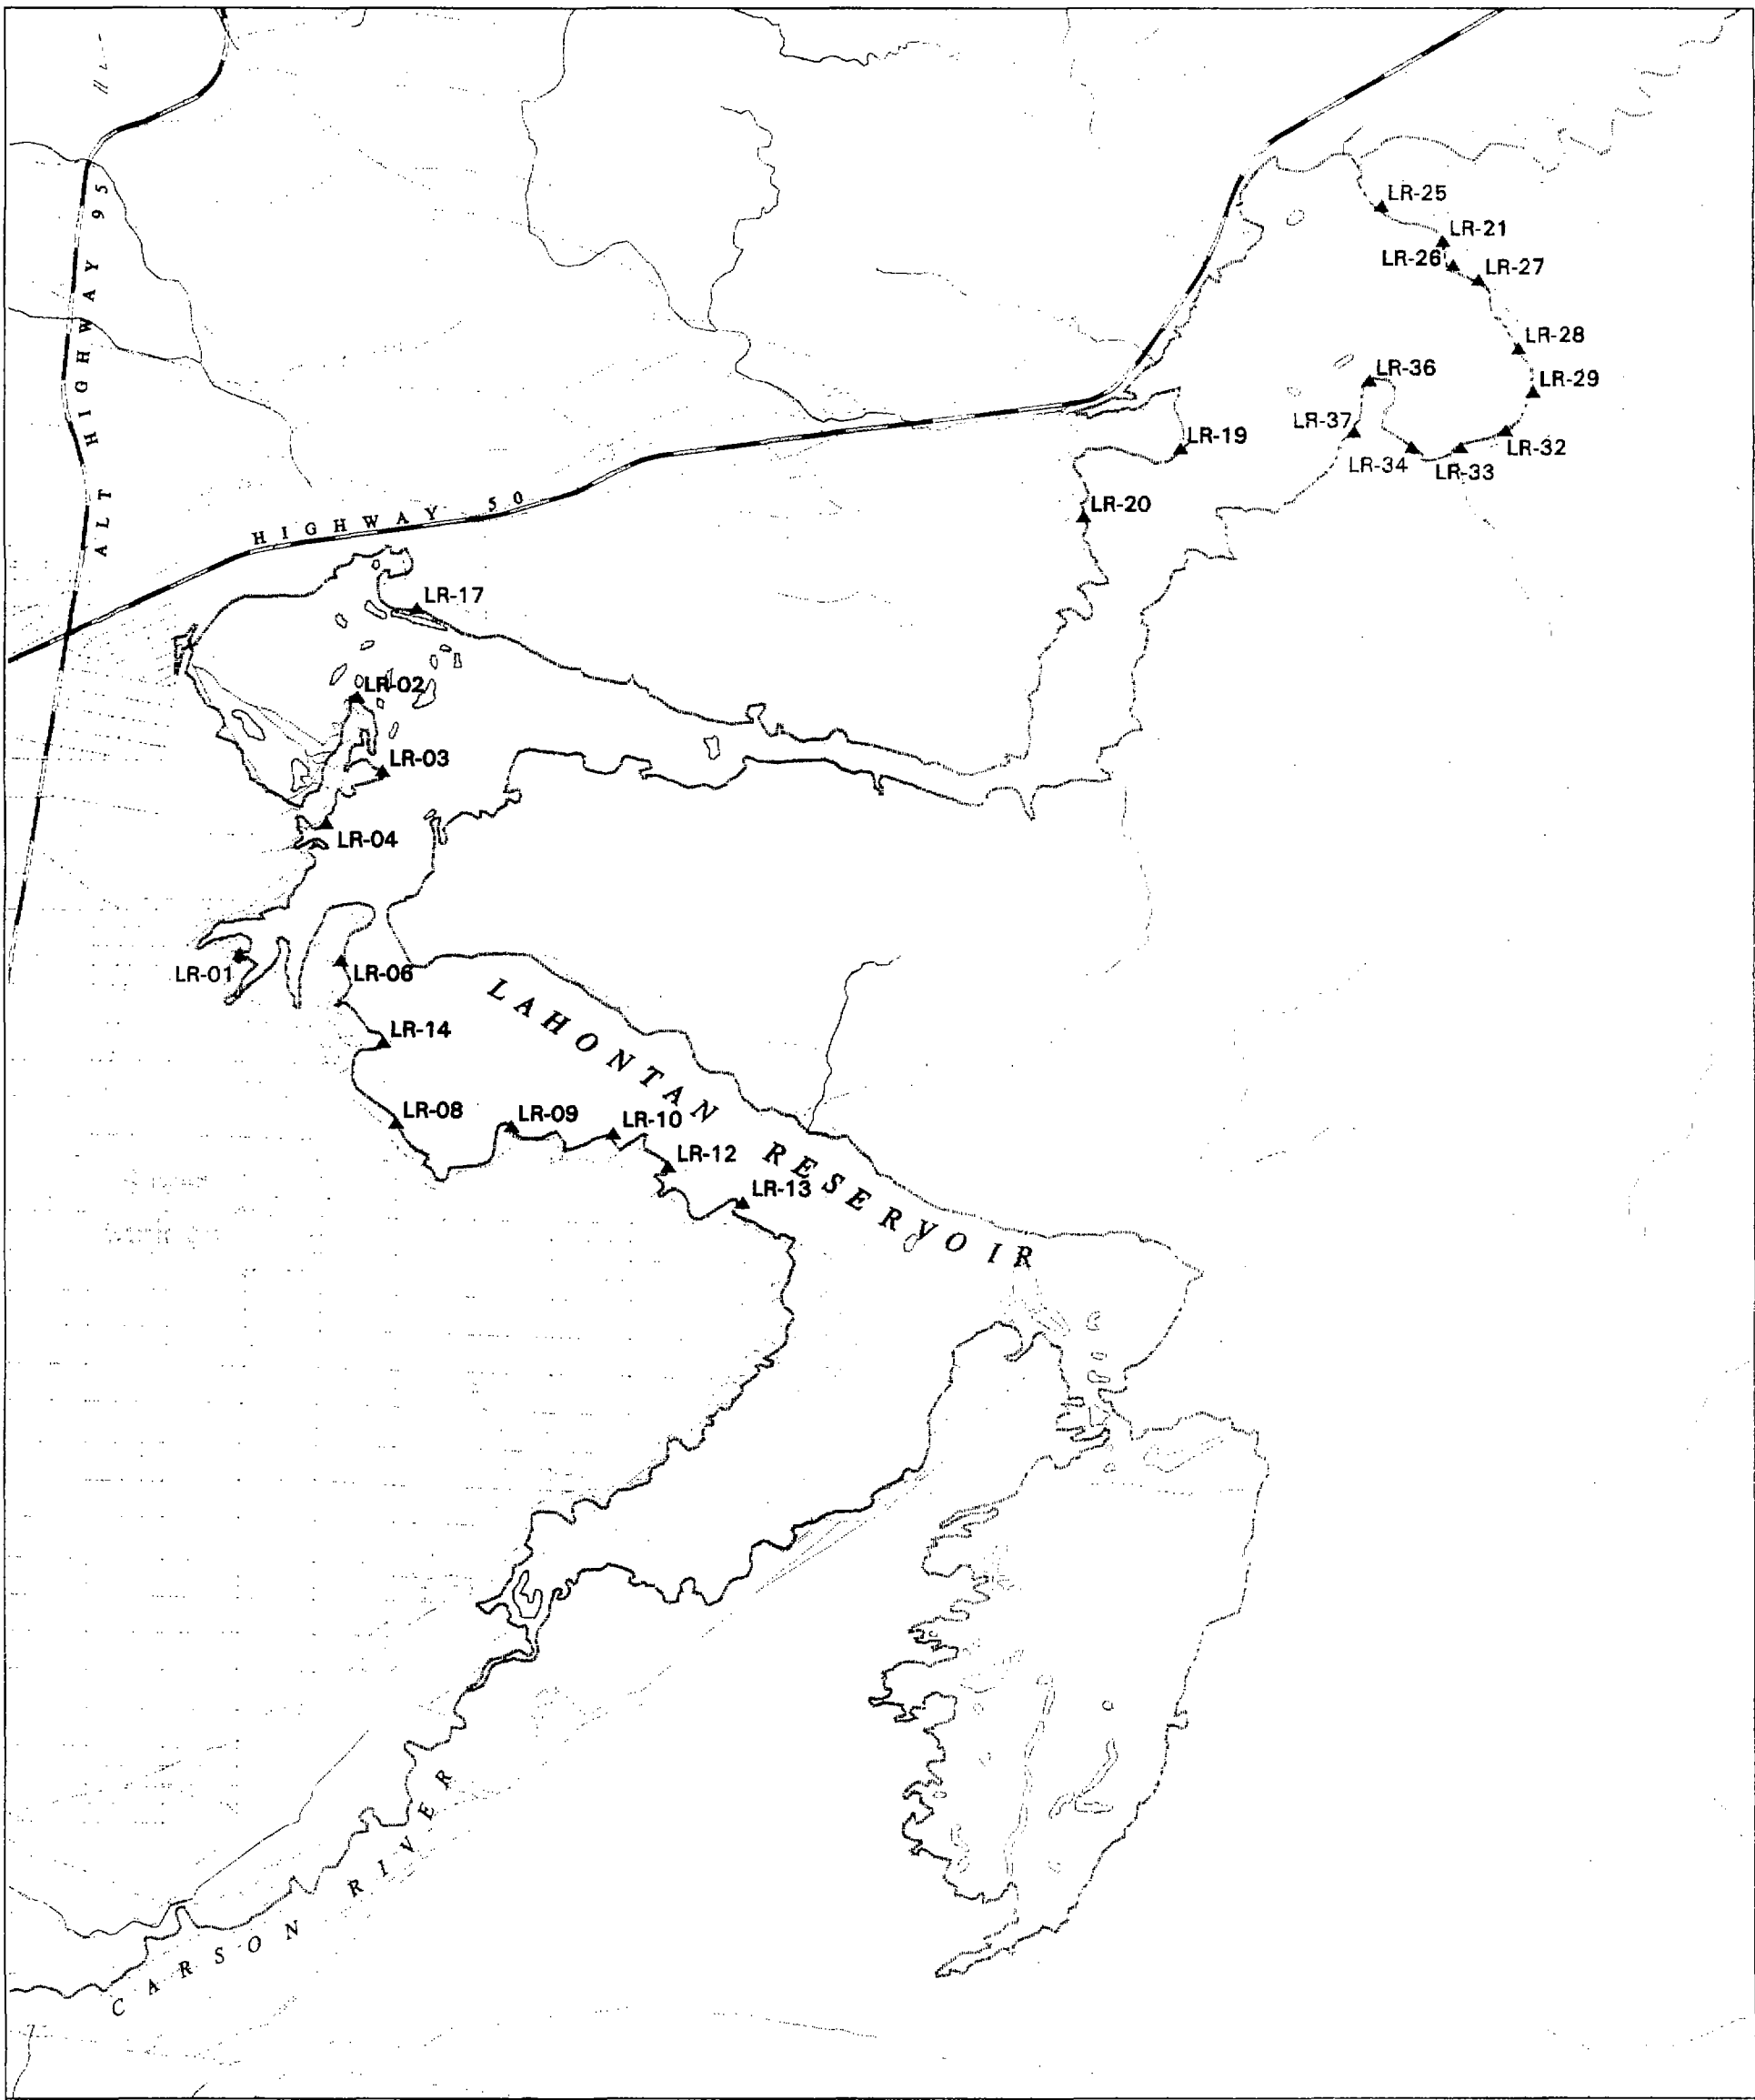 ALT HIGHWAY 95
LR-25
LR-21
LR-26
LR-27
LR-28
LR-36
LR-29
LR-37
LR-19
LR-34
LR-33
LR-32
HIGHWAY 50
LR-20
LR-17
LR-02
LR-03
LR-04
LR-01
LR-06
LAHONTAN RESERVOIR
LR-14
LR-08
LR-09
LR-10
LR-12
LR-13
CARSON RIVER